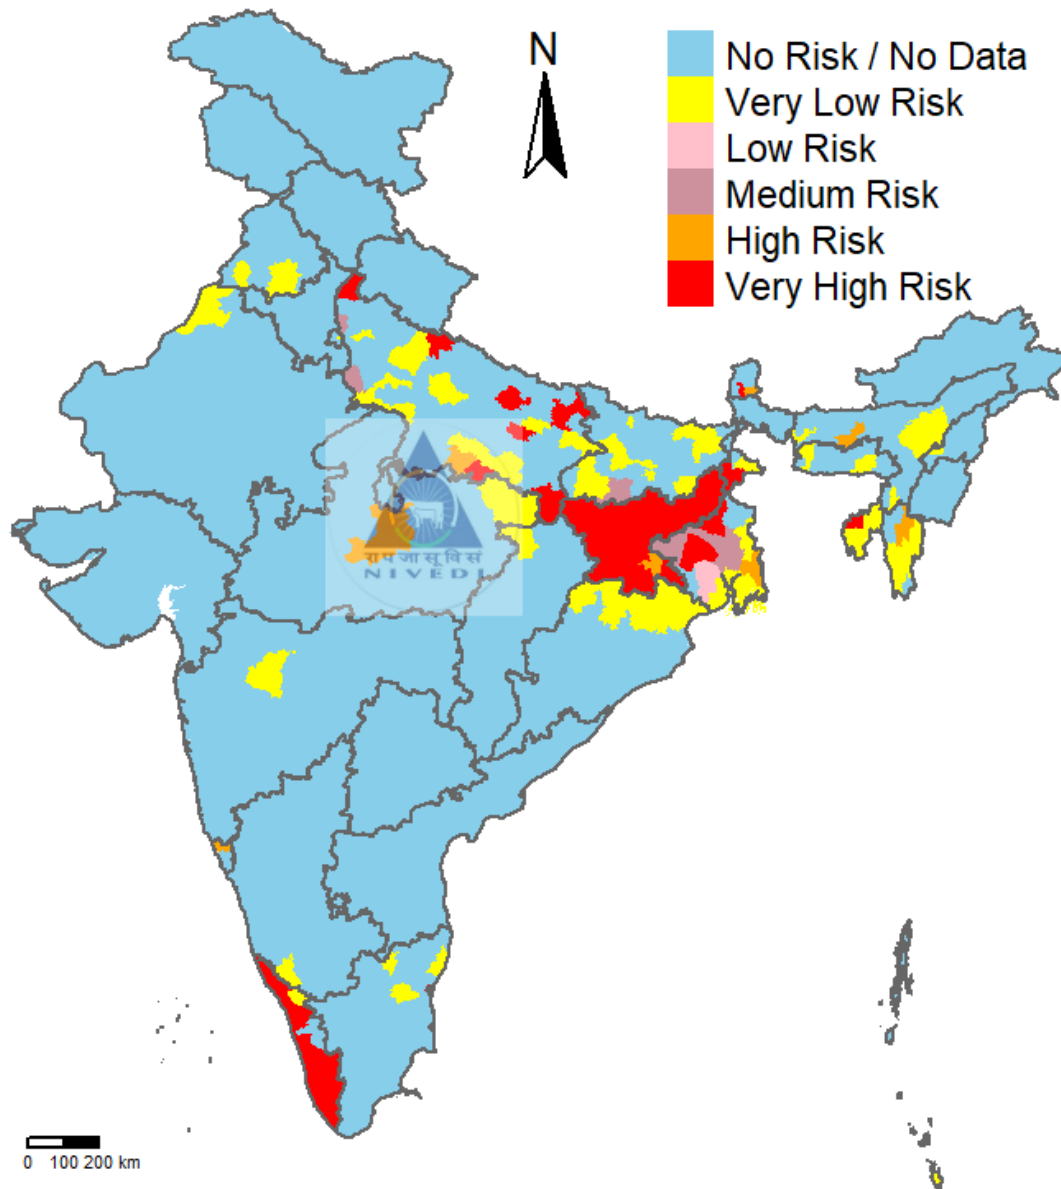 N
No Risk / No Data
Very Low Risk
Low Risk
Medium Risk
High Risk
Very High Risk
रा प जा सू वि सं
NIVEDI
0 100 200 km